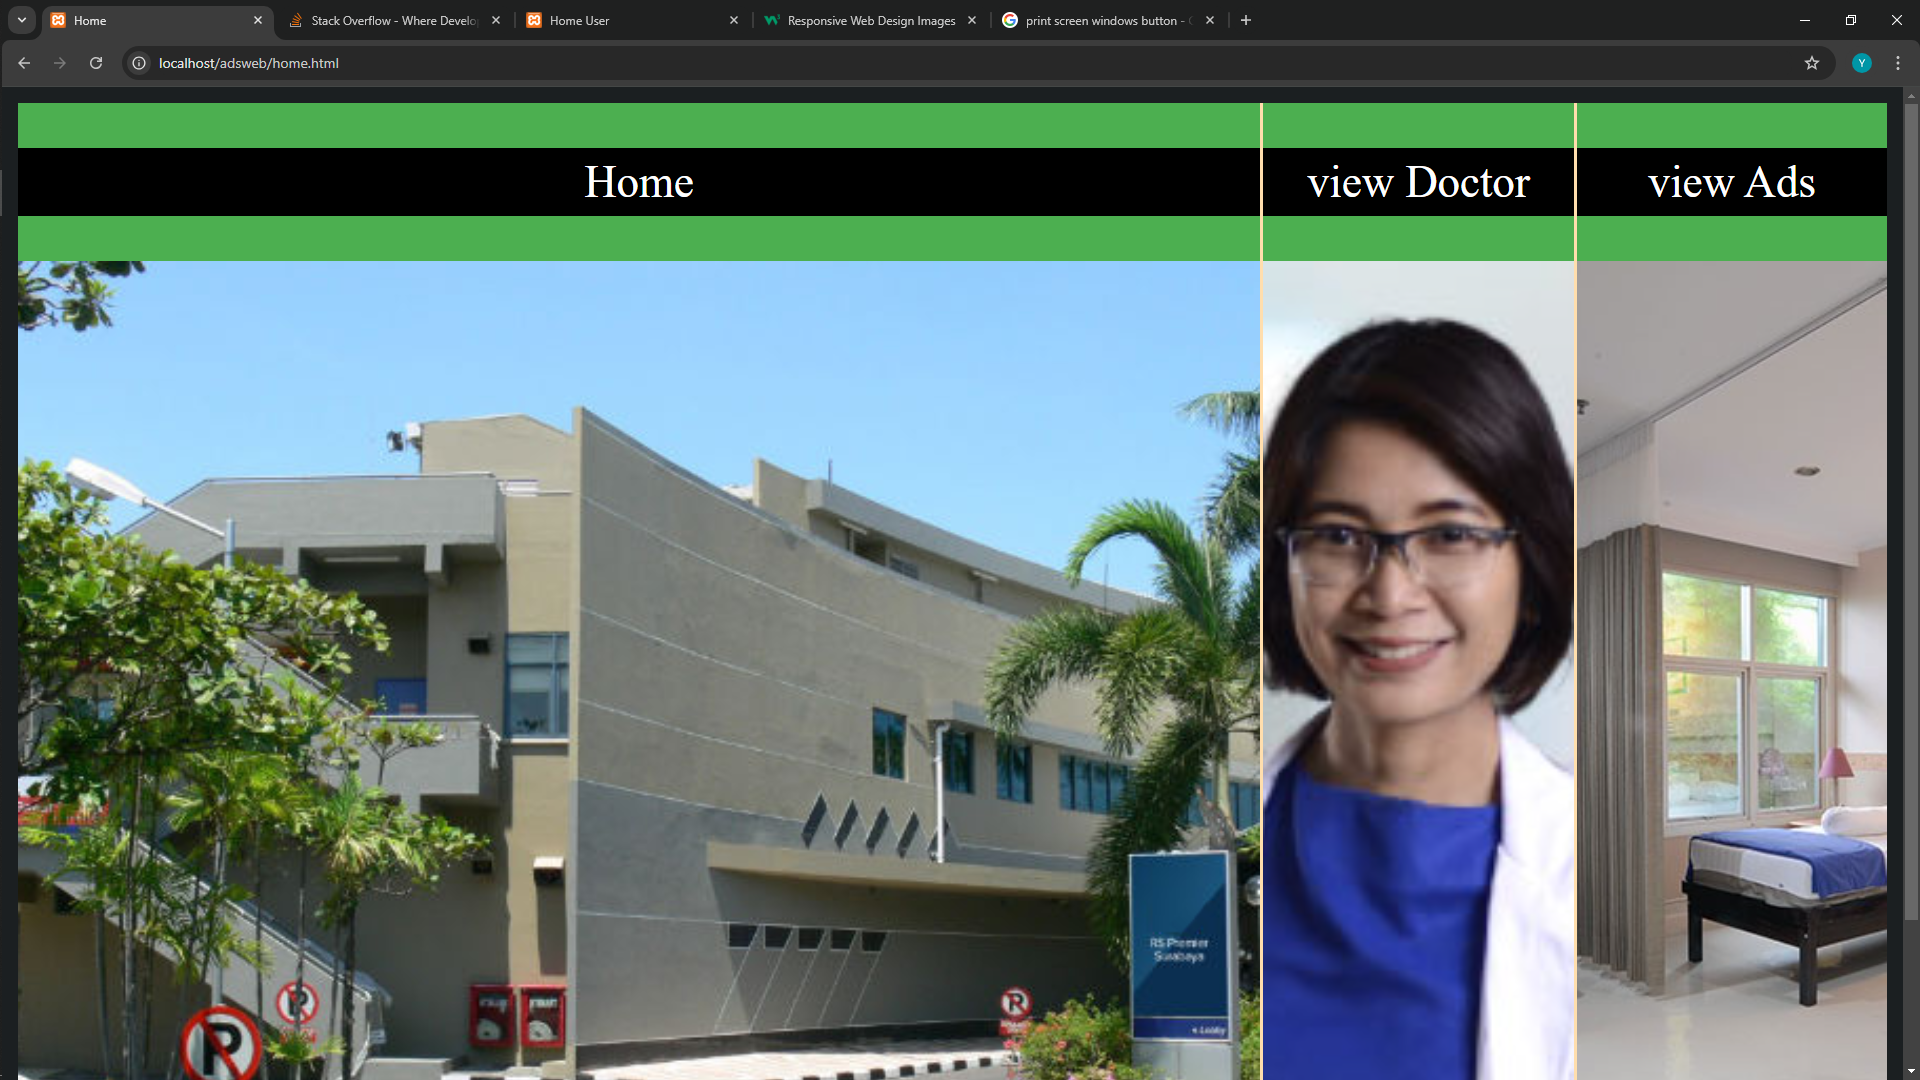 Home
Stack Overflow - Where Develo
Home User
Responsive Web Design Images
print screen windows button -
Y
localhost/adsweb/home.html
Home
view Doctor
view Ads
RS Premier
Surabaya
e-Lobby
P
P
P